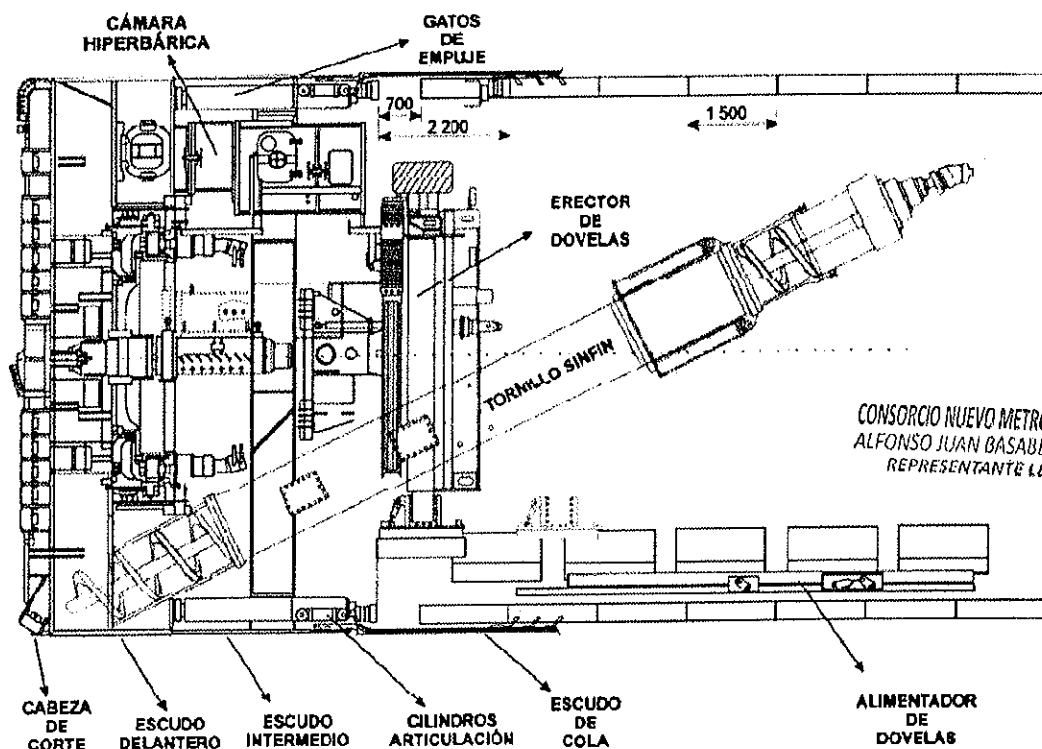 CÁMARA
HIPERBÁRICA
GATOS
DE
EMPUJE
700
2 200
1 500
ERECTOR
DE
DOVELAS
TORNILLO SINFIN
CONSORCIO NUEVO METRO
ALFONSO JUAN
REPRESENTANTE
CABEZA
DE
CORTE
ESCUDO
DELANTERO
ESCUDO
INTERMEDIO
CILINDROS
ARTICULACIÓN
ESCUDO
DE
COLA
ALIMENTADOR
DE
DOVELAS